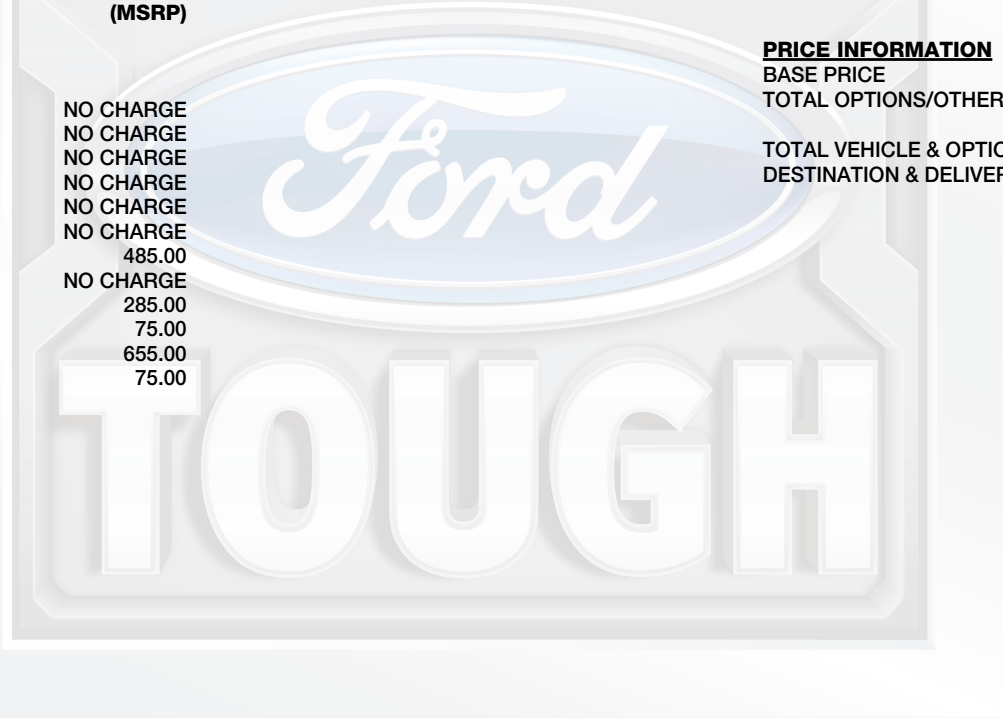 (MSRP)
NO CHARGE
NO CHARGE
NO CHARGE
NO CHARGE
NO CHARGE
NO CHARGE
485.00
NO CHARGE
285.00
75.00
655.00
75.00
PRICE INFORMATION
BASE PRICE
TOTAL OPTIONS/OTHER
TOTAL VEHICLE & OPTIO
DESTINATION & DELIVER
Ford
TOUGH